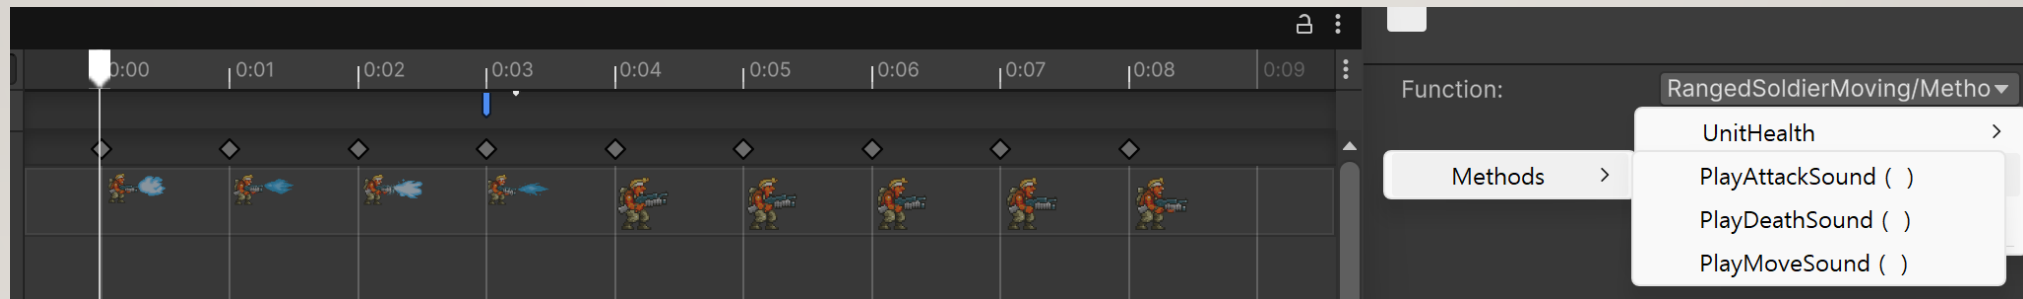 0:00
0:01
0:02
0:03
0:04
0:05
0:06
0:07
0:08
0:09
Function:
RangedSoldierMoving/Metho
UnitHealth
Methods
PlayAttackSound ( )
PlayDeathSound ( )
PlayMoveSound ( )